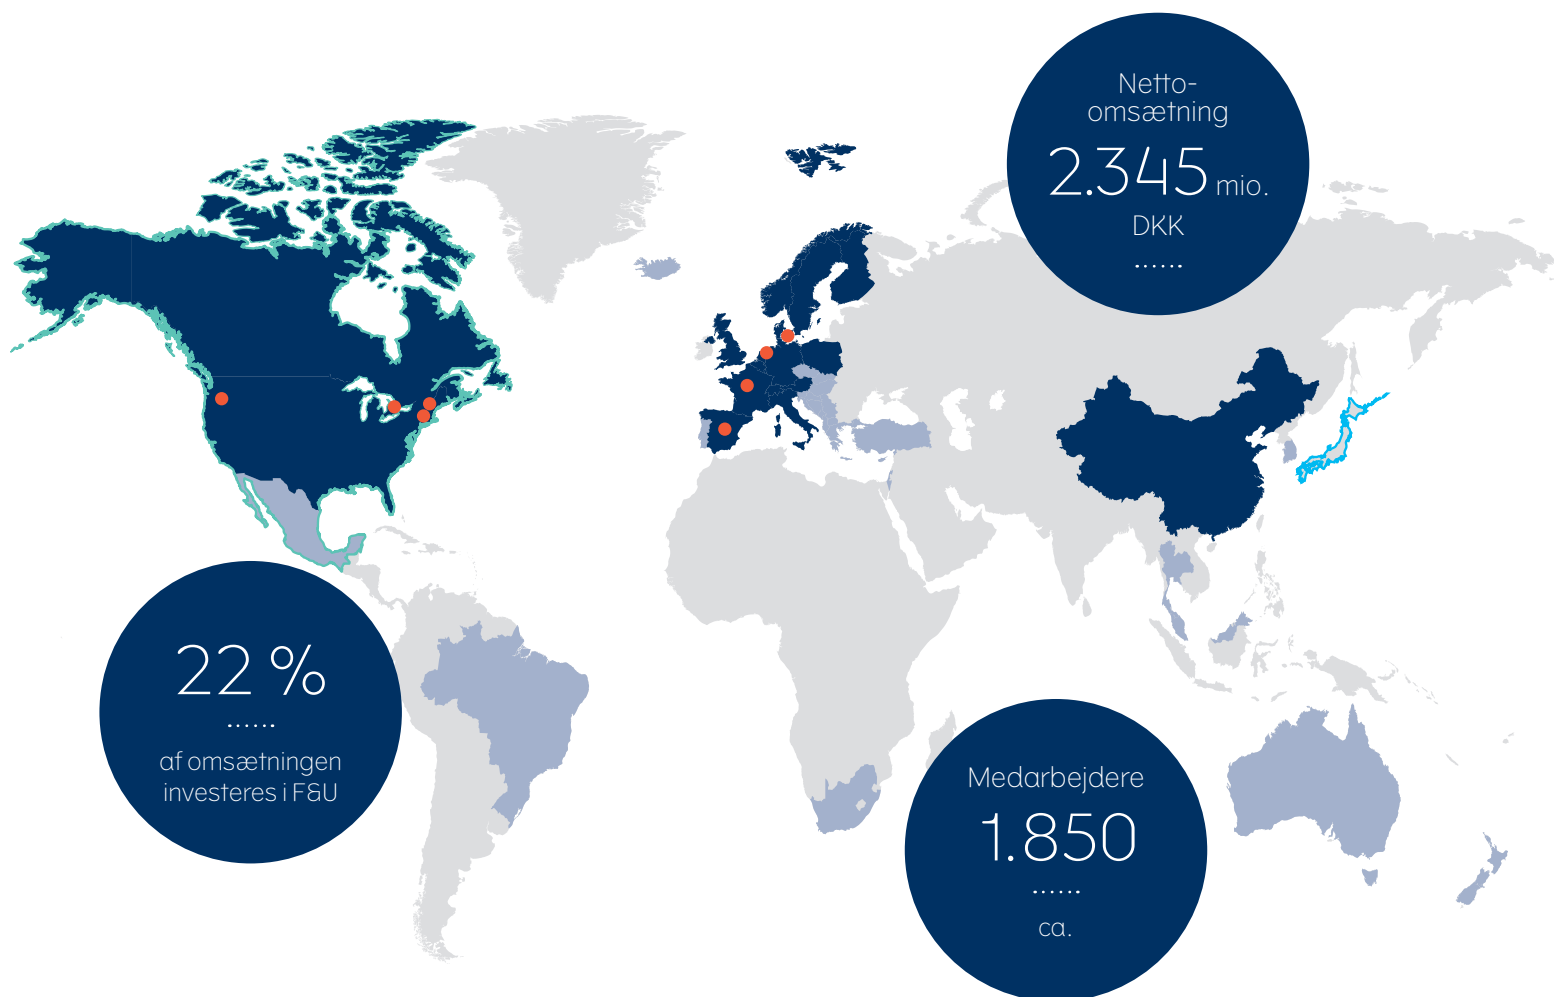 Netto-
omsætning
2.345 mio.
DKK
......
22 %
......
af omsætningen
investeres i F&U
Medarbejdere
1.850
......
ca.